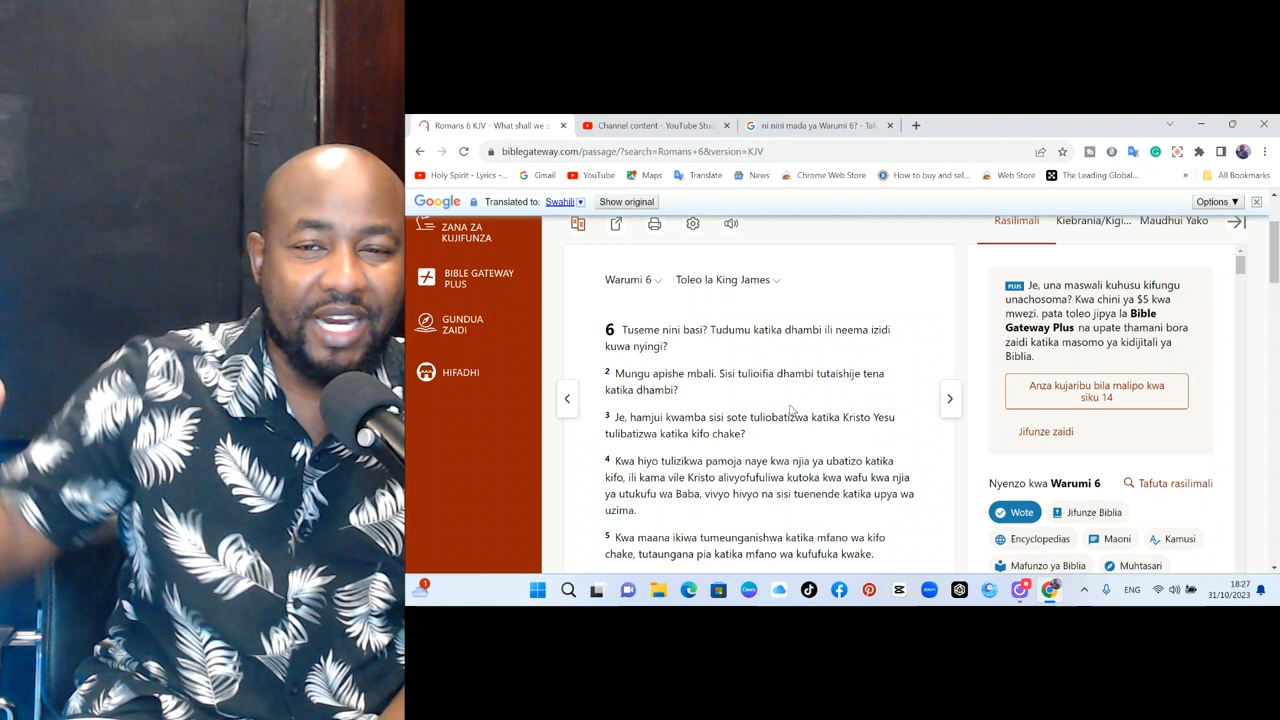 Romans 6 KJV - What shall we s
Channel content - YouTube Stu
ni nini mada ya Warumi 6? - Taf
biblegateway.com/passage/?search=Romans+6&version=KJV
Holy Spirit - Lyrics -...
Gmail
YouTube
Maps
Translate
News
Chrome Web Store
How to buy and sel...
Web Store
The Leading Global...
»
All Bookmarks
Google
Translated to: Swahili
Show original
Options ▼
ZANA ZA
KUJIFUNZA
BIBLE GATEWAY
PLUS
GUNDUA
ZAIDI
HIFADHI
Warumi 6
Toleo la King James
6 Tuseme nini basi? Tudumu katika dhambi ili neema izidi
kuwa nyingi?
2 Mungu apishe mbali. Sisi tulioifia dhambi tutaishije tena
katika dhambi?
3 Je, hamjui kwamba sisi sote tuliobatizwa katika Kristo Yesu
tulibatizwa katika kifo chake?
4 Kwa hiyo tulizikwa pamoja naye kwa njia ya ubatizo katika
kifo, ili kama vile Kristo alivyofufuliwa kutoka kwa wafu kwa njia
ya utukufu wa Baba, vivyo hivyo na sisi tuenende katika upya wa
uzima.
5 Kwa maana ikiwa tumeunganishwa katika mfano wa kifo
chake, tutaungana pia katika mfano wa kufufuka kwake.
Rasilimali
Kiebrania/Kigi...
Maudhui Yako
PLUS Je, una maswali kuhusu kifungu
unachosoma? Kwa chini ya $5 kwa
mwezi. pata toleo jipya la Bible
Gateway Plus na upate thamani bora
zaidi katika masomo ya kidijitali ya
Biblia.
Anza kujaribu bila malipo kwa
siku 14
Jifunze zaidi
Nyenzo kwa Warumi 6
Tafuta rasilimali
Wote
Jifunze Biblia
Encyclopedias
Maoni
Kamusi
Mafunzo ya Biblia
Muhtasari
1
zoom
ENG
18:27
31/10/2023